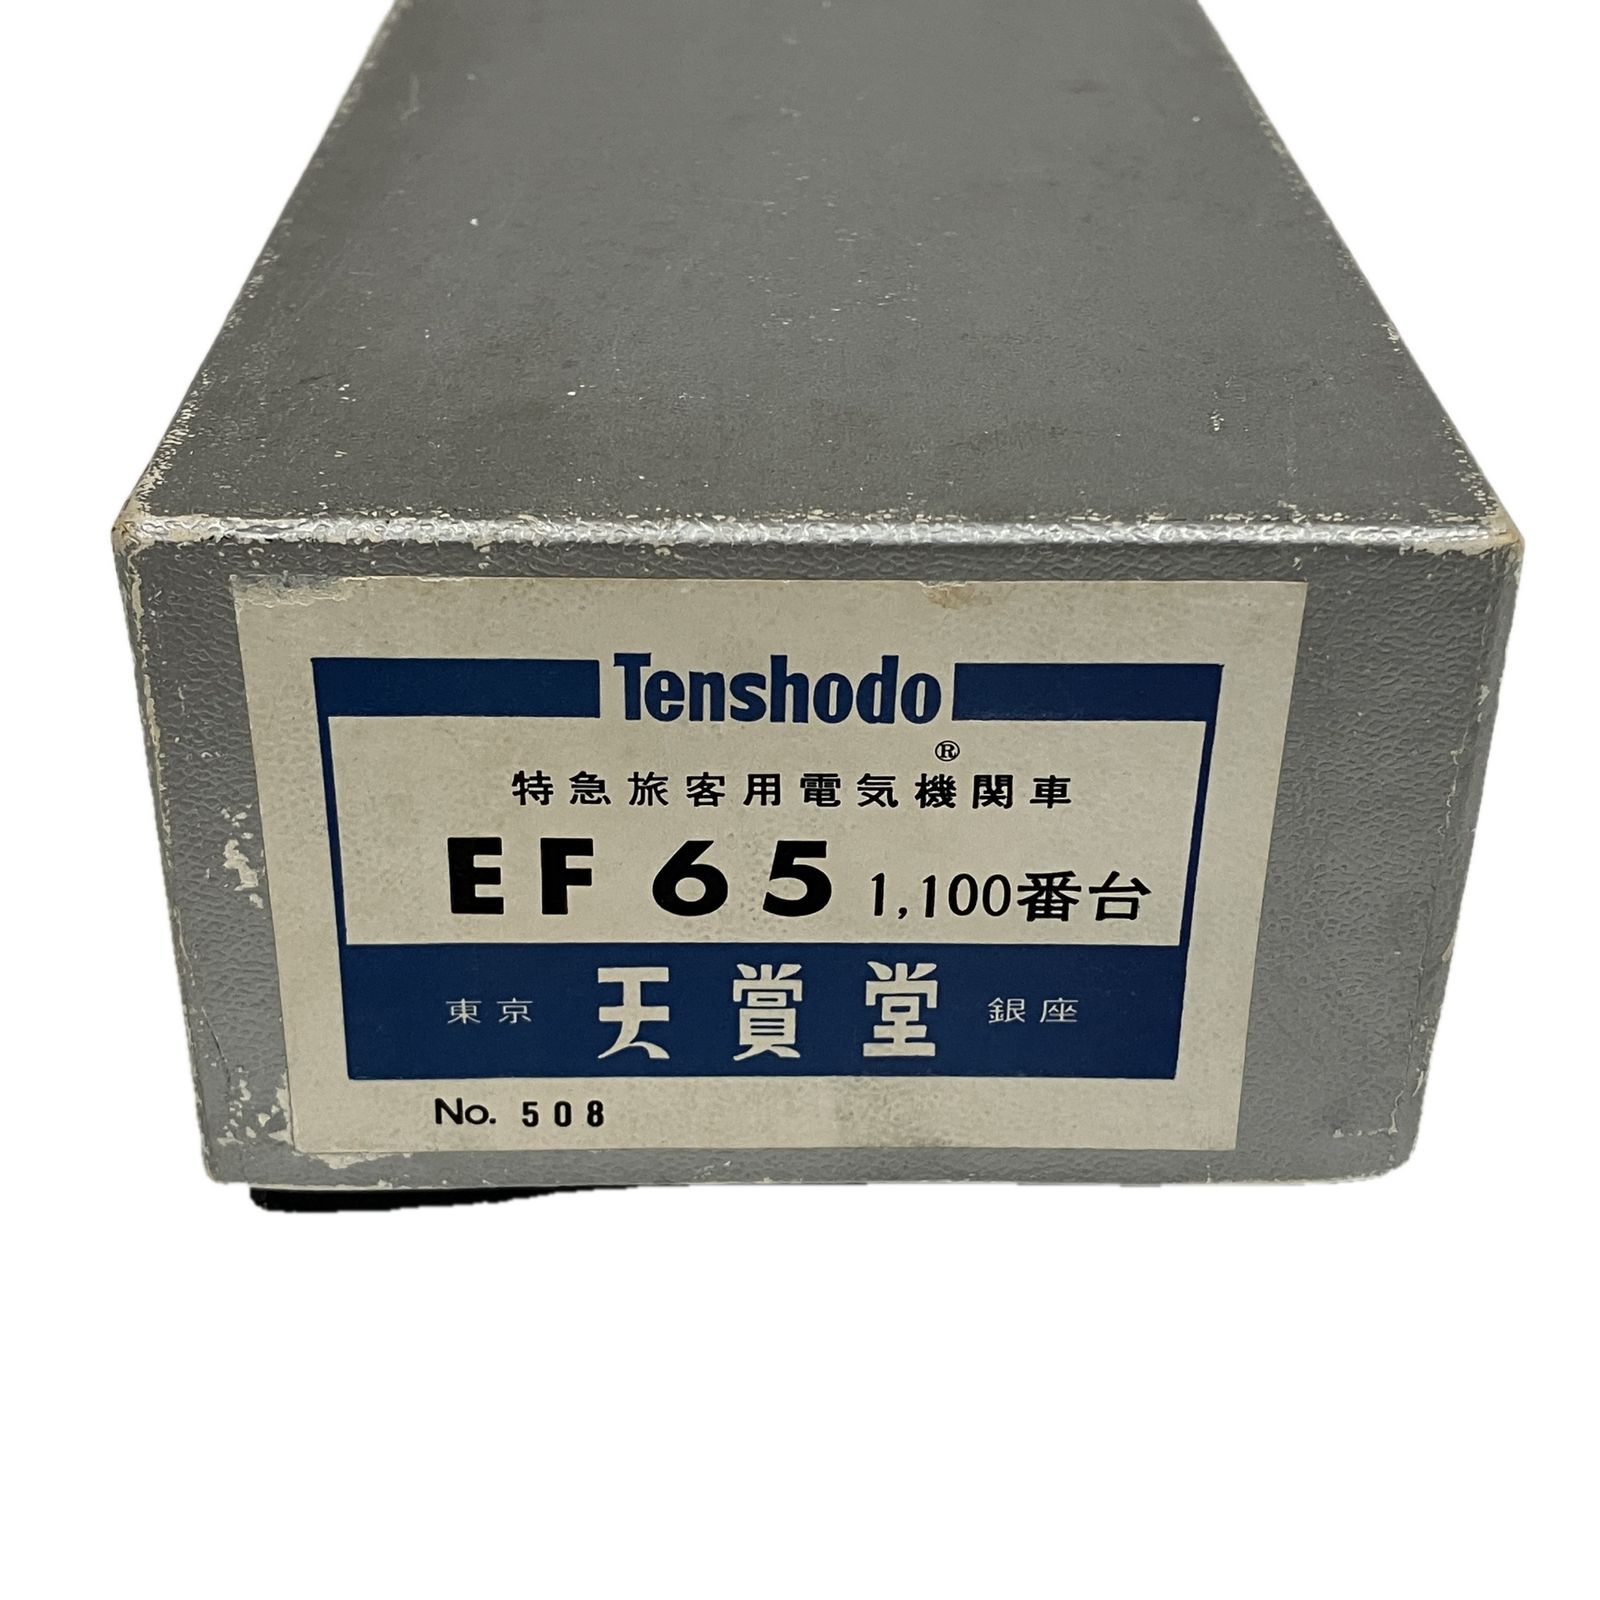 Tenshodo
®
特急旅客用電気機関車
EF 65 1,100番台
東京 天賞堂 銀座
No. 508